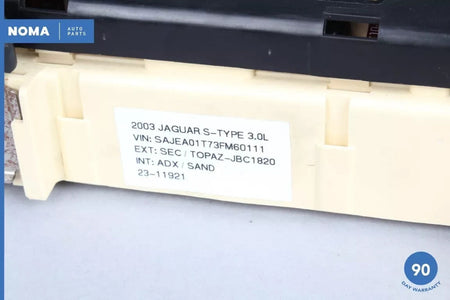 NOMA AUTO
PARTS
2003 JAGUAR S-TYPE 3.0L
VIN: SAJEA01T73FM60111
EXT: SEC / TOPAZ-JBC1820
INT: ADX / SAND
23-11921
90
DAY WARRANTY